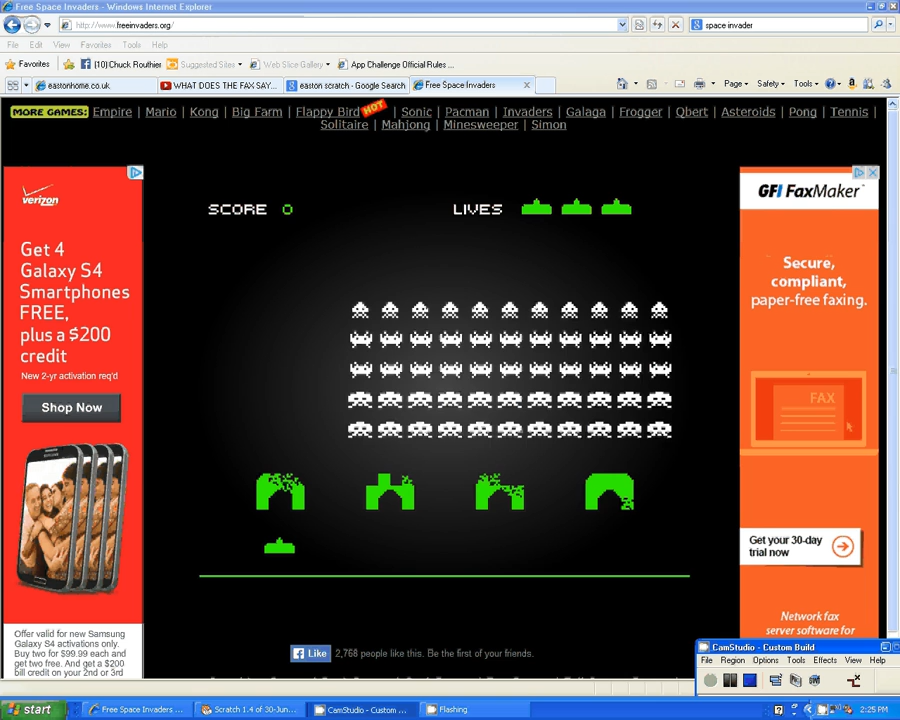 Free Space Invaders - Windows Internet Explorer
http://www.freeinvaders.org/
space invader
File Edit View Favorites Tools Help
Favorites (10)Chuck Routhier Suggested Sites Web Slice Gallery App Challenge Official Rules ...
eastonhome.co.uk WHAT DOES THE FAX SAY... easton scratch - Google Search Free Space Invaders Page Safety Tools
MORE GAMES: Empire Mario Kong Big Farm Flappy Bird HOT Sonic Pacman Invaders Galaga Frogger Qbert Asteroids Pong Tennis
Solitaire Mahjong Minesweeper Simon
verizon
Get 4
Galaxy S4
Smartphones
FREE,
plus a $200
credit
New 2-yr activation req'd
Shop Now
Offer valid for new Samsung
Galaxy S4 activations only.
Buy two for $99.99 each and
get two free. And get a $200
bill credit on your 2nd or 3rd
SCORE 0
LIVES
GFI FaxMaker
Secure,
compliant,
paper-free faxing.
FAX
Get your 30-day
trial now
Network fax
server software for
Like 2,768 people like this. Be the first of your friends.
CamStudio - Custom Build
File Region Options Tools Effects View Help
start Free Space Invaders ... Scratch 1.4 of 30-Jun... CamStudio - Custom ... Flashing 2:25 PM